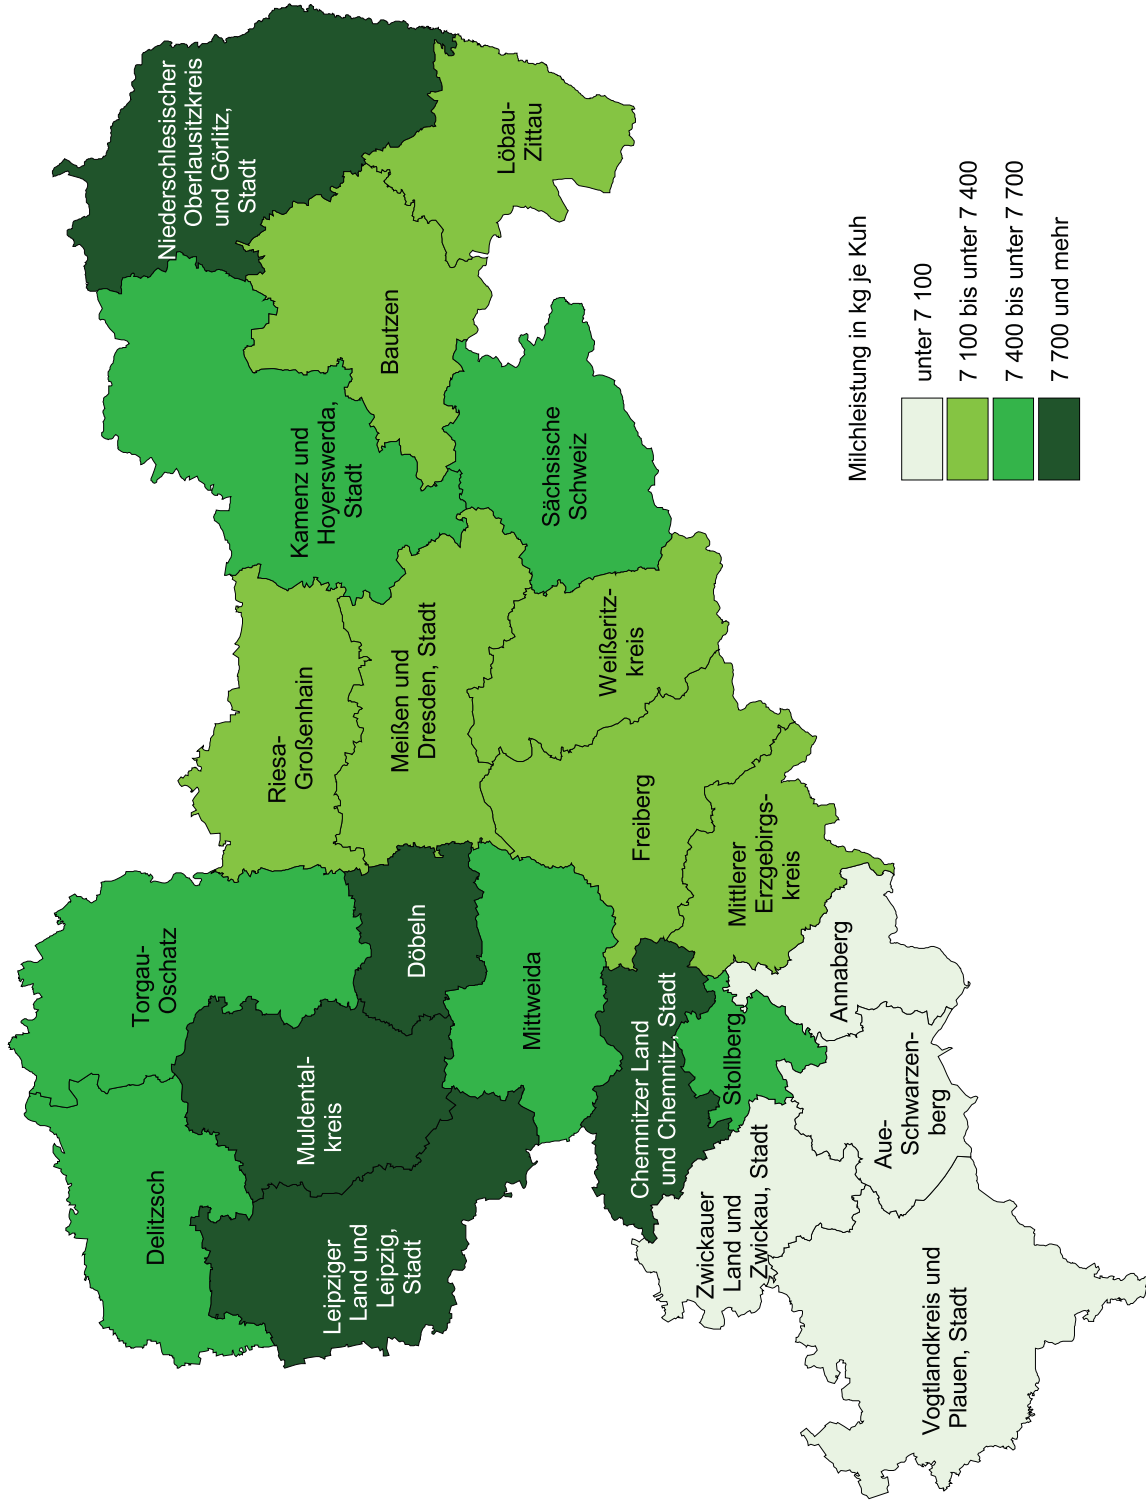 Delitzsch
Torgau-
Oschatz
Riesa-
Großenhain
Kamenz und
Hoyerswerda,
Stadt
Niederschlesischer
Oberlausitzkreis
und Görlitz,
Stadt
Leipziger
Land und
Leipzig,
Stadt
Muldental-
kreis
Döbeln
Meißen und
Dresden, Stadt
Bautzen
Löbau-
Zittau
Mittweida
Freiberg
Weißeritz-
kreis
Sächsische
Schweiz
Chemnitzer Land
und Chemnitz, Stadt
Stollberg
Mittlerer
Erzgebirgs-
kreis
Zwickauer
Land und
Zwickau, Stadt
Annaberg
Aue-
Schwarzen-
berg
Vogtlandkreis und
Plauen, Stadt
Milchleistung in kg je Kuh
unter 7 100
7 100 bis unter 7 400
7 400 bis unter 7 700
7 700 und mehr